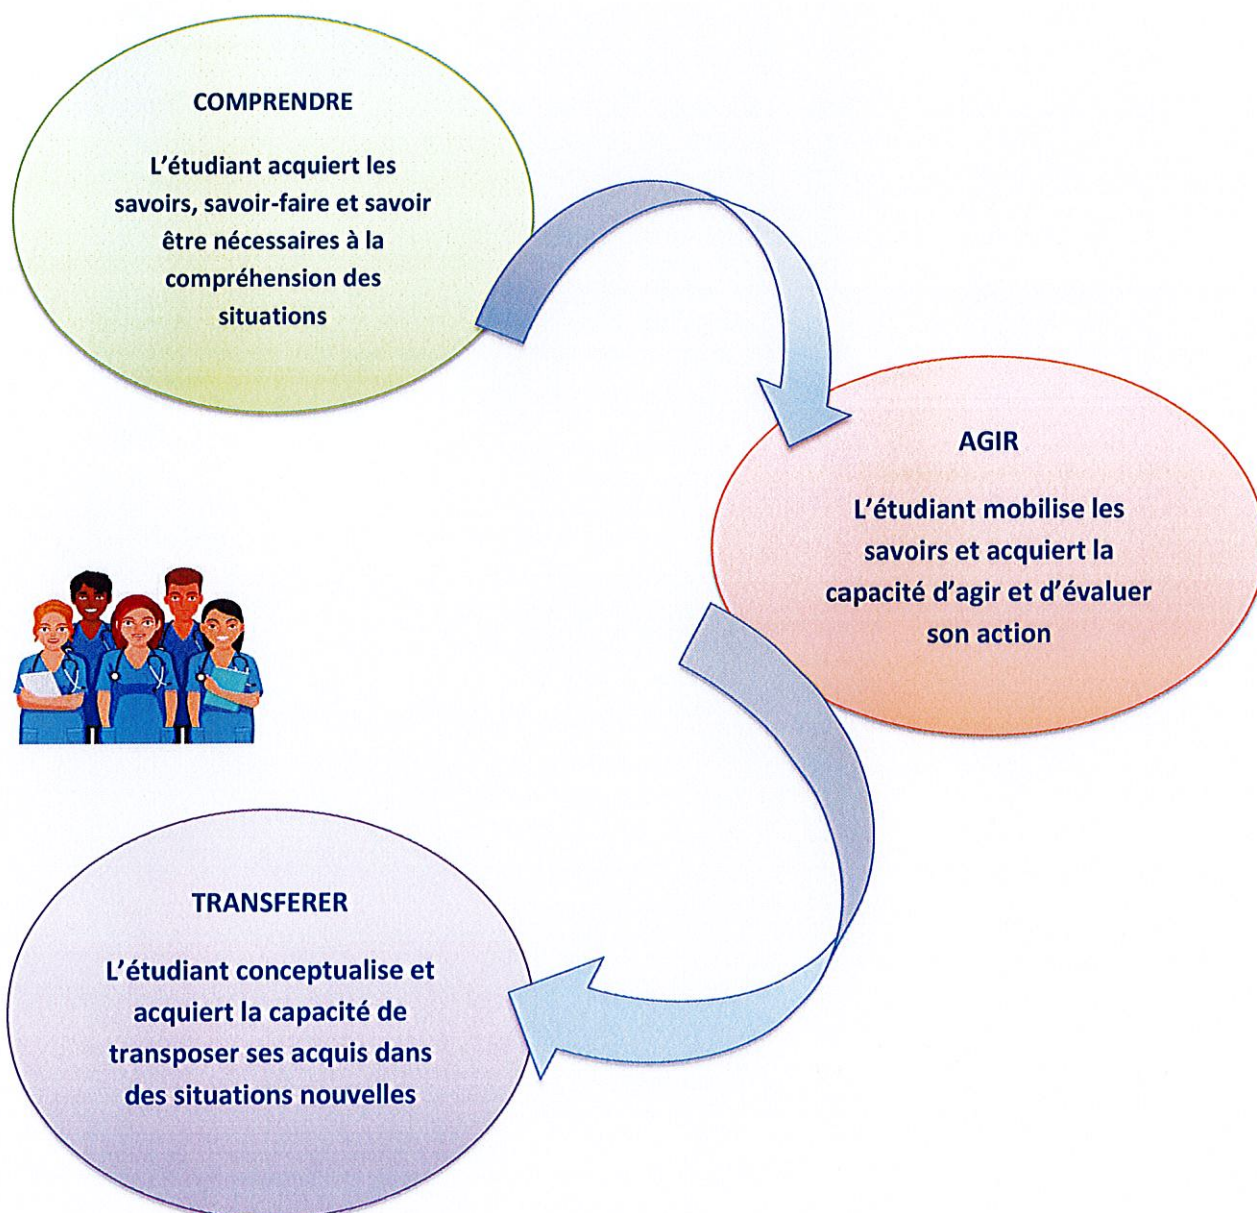 COMPRENDRE
L'étudiant acquiert les
savoirs, savoir-faire et savoir
être nécessaires à la
compréhension des
situations
AGIR
L'étudiant mobilise les
savoirs et acquiert la
capacité d'agir et d'évaluer
son action
TRANSFERER
L'étudiant conceptualise et
acquiert la capacité de
transposer ses acquis dans
des situations nouvelles